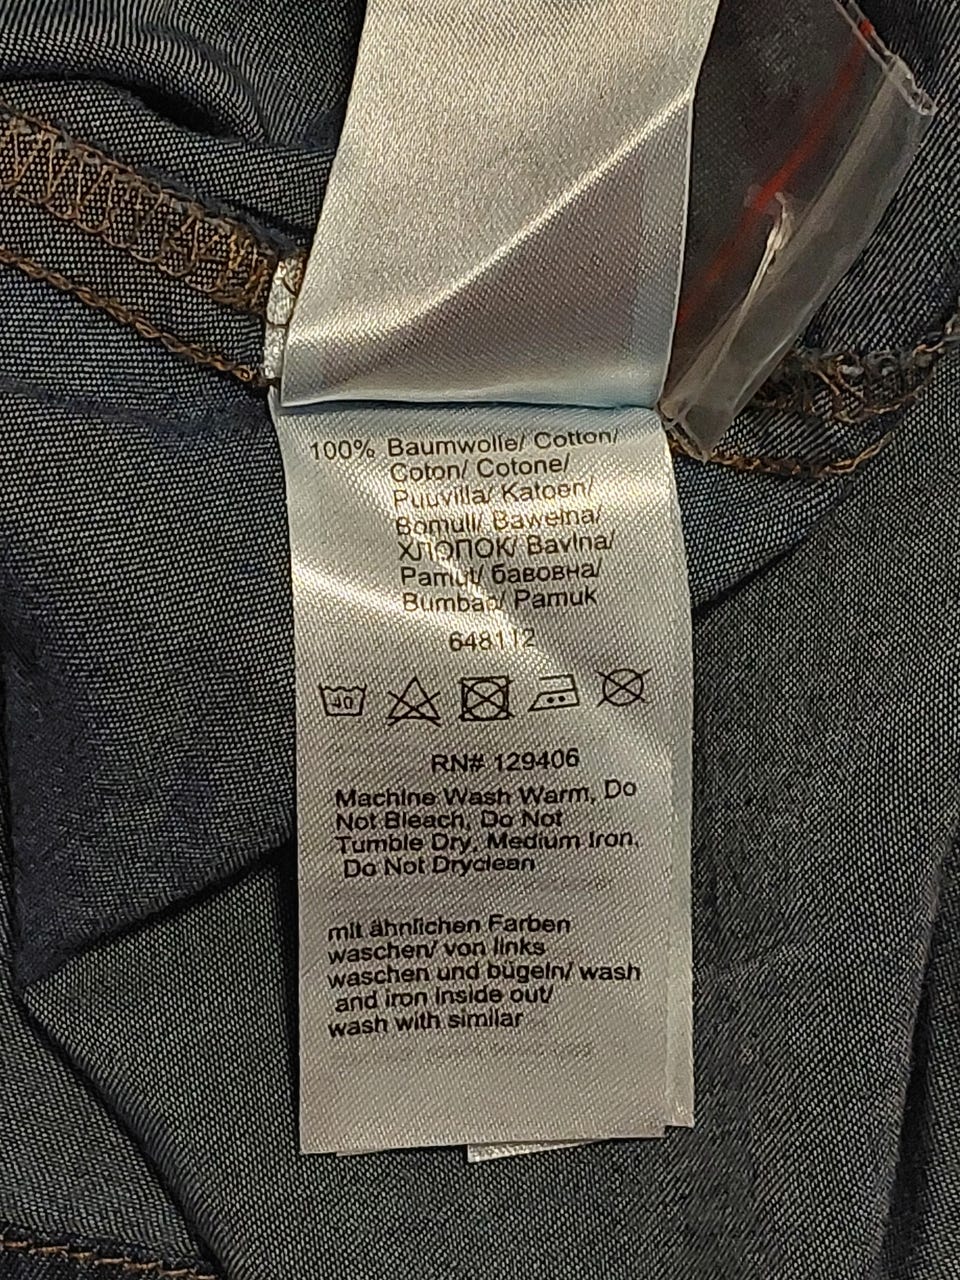 100% Baumwolle/ Cotton/
Coton/ Cotone/
Puuvilla/ Katoen/
Bomull/ Bawełna/
ХЛОПОК/ Bavlna/
Pamut/ бавовна/
Bumbac/ Pamuk
648112
40
RN# 129406
Machine Wash Warm, Do
Not Bleach, Do Not
Tumble Dry, Medium Iron,
Do Not Dryclean
mit ähnlichen Farben
waschen/ von links
waschen und bügeln/ wash
and iron inside out/
wash with similar